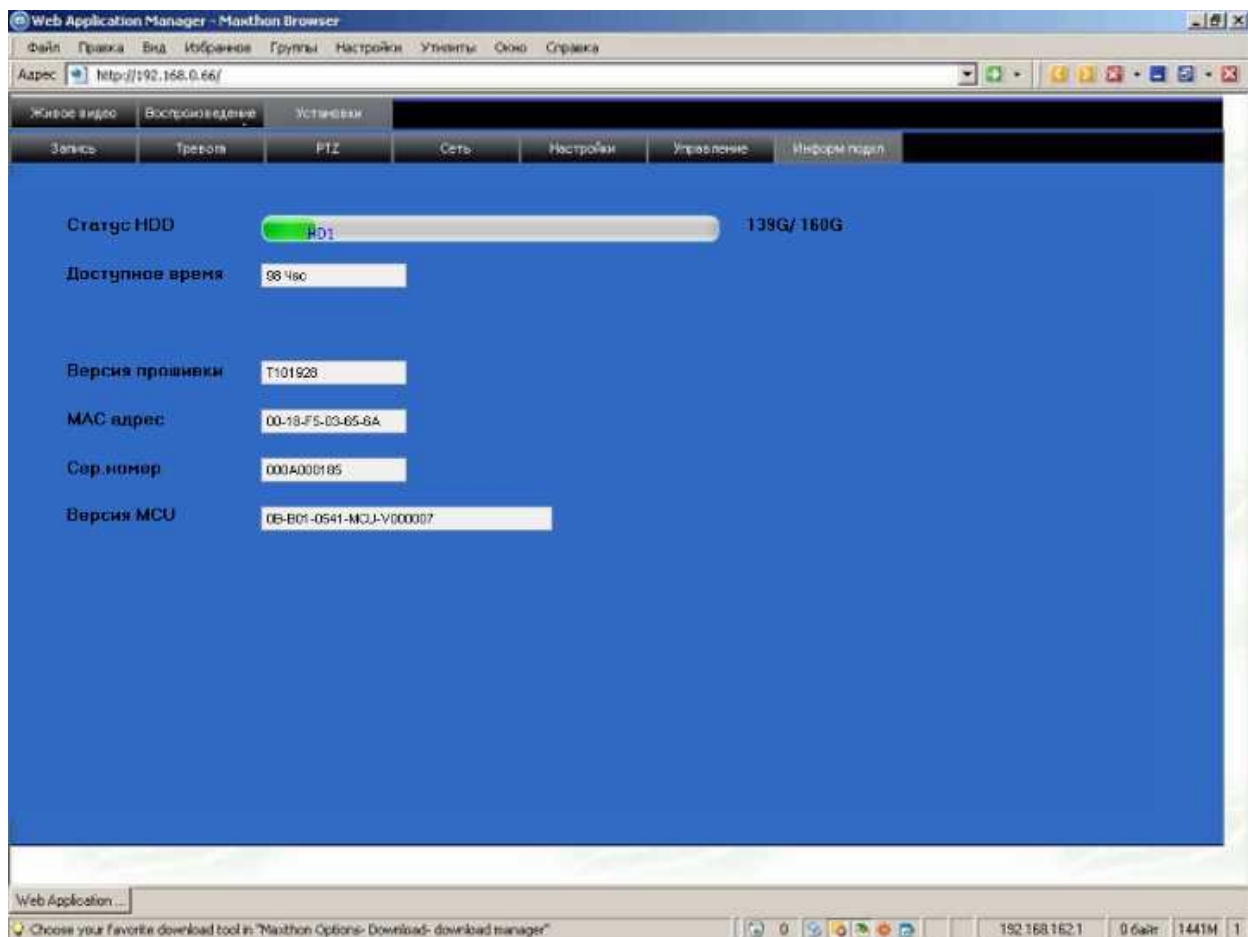 Web Application Manager - Maxthon Browser
Файл Правка Вид Избранное Группы Настройки Утилиты Окно Справка
Адрес http://192.168.0.66/
Живое видео Воспроизведение Установки
Запись Тревога PTZ Сеть Настройки Управление Информ подкл
Статус HDD HD1 139G/ 160G
Доступное время 98 Час
Версия прошивки T101928
MAC адрес 00-18-F5-03-65-6A
Сер.номер 000A000185
Версия MCU 0B-B01-0541-MCU-V000007
Web Application ...
Choose your favorite download tool in "Maxthon Options- Download- download manager" 0 192.168.162.1 0 байт 1441M 1